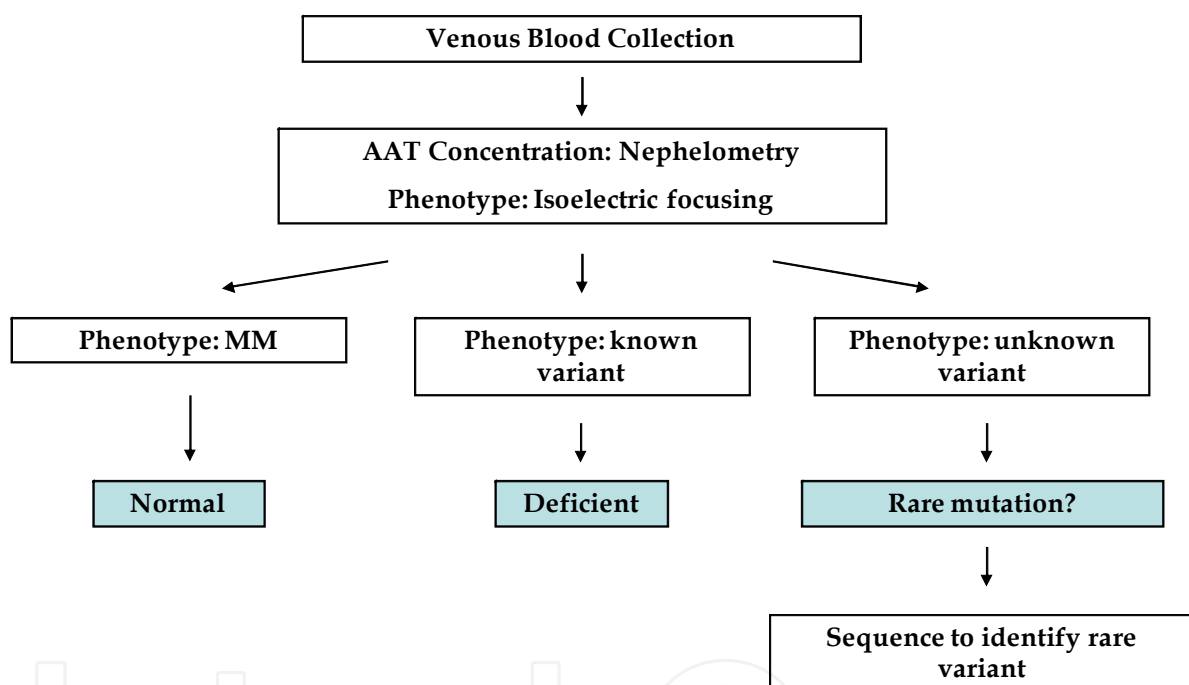 Venous Blood Collection
AAT Concentration: Nephelometry
Phenotype: Isoelectric focusing
Phenotype: MM
Phenotype: known
variant
Phenotype: unknown
variant
Normal
Deficient
Rare mutation?
Sequence to identify rare
variant